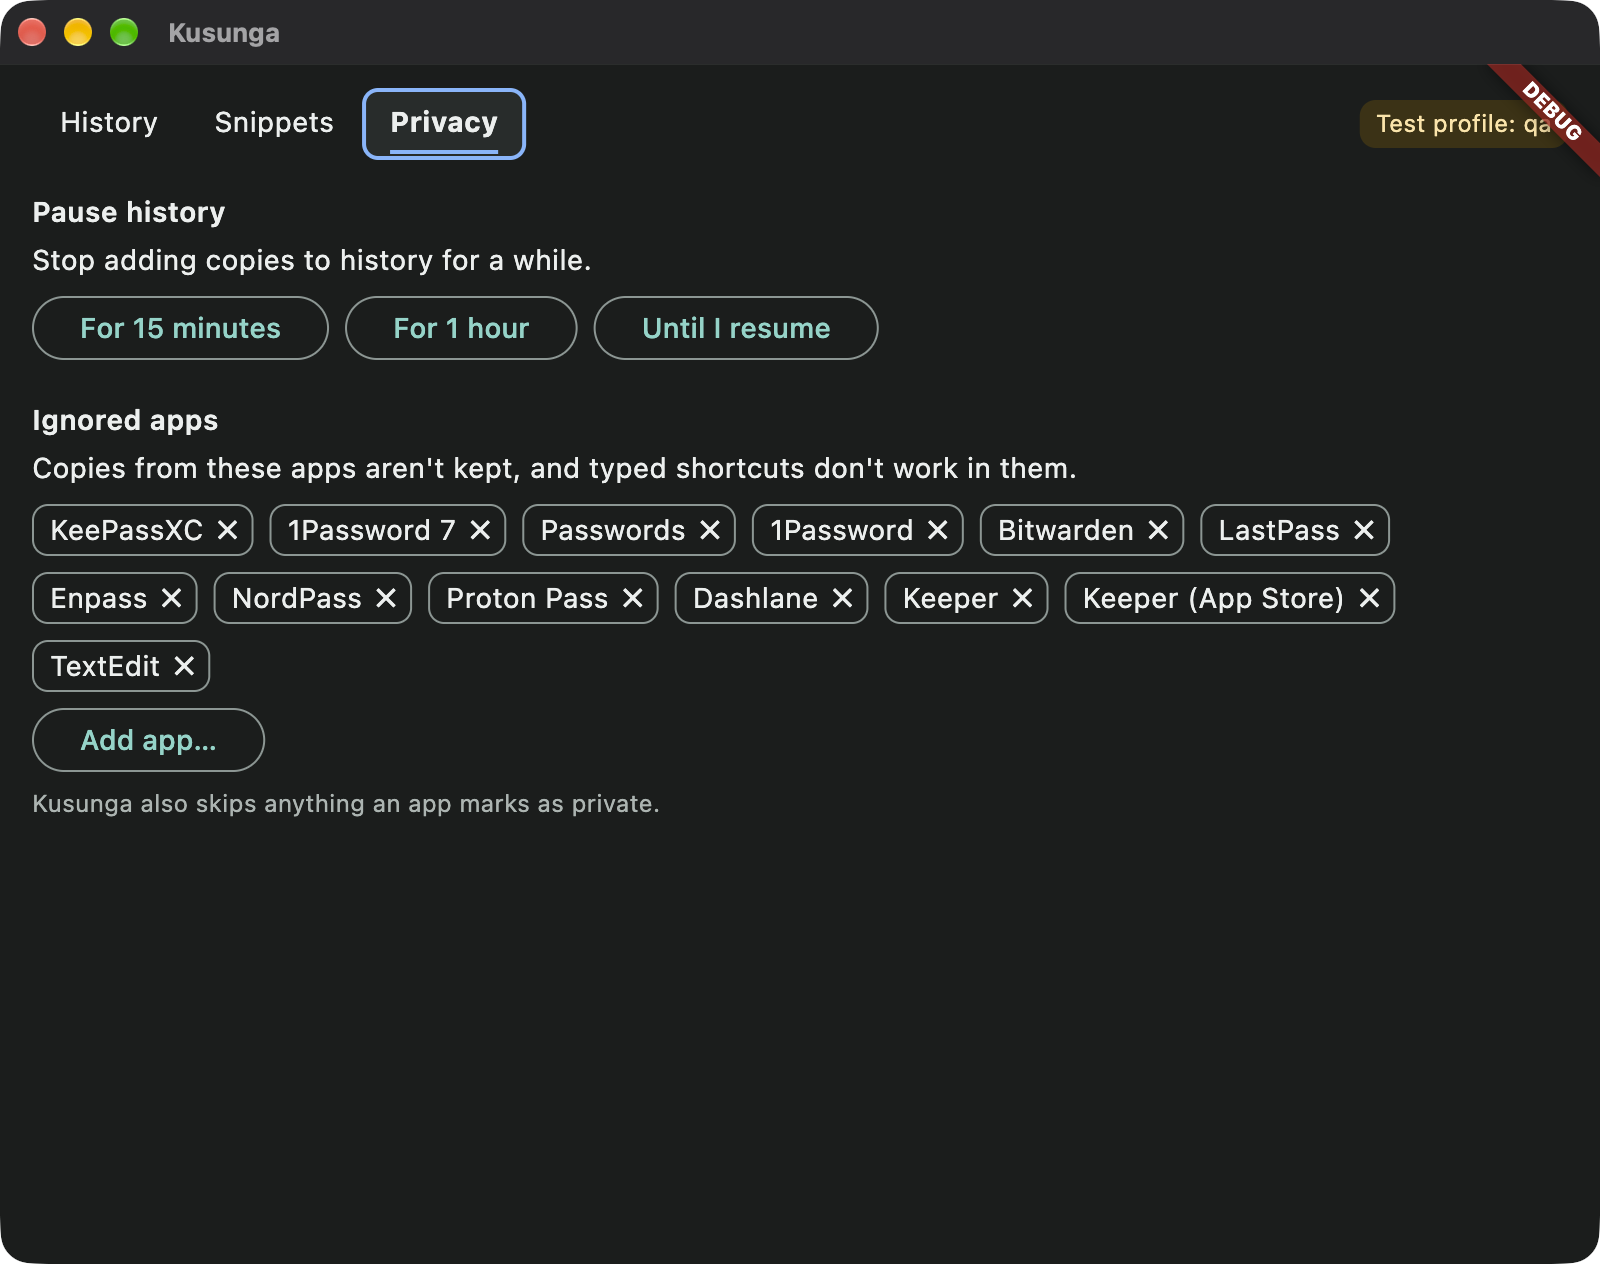 Kusunga
History Snippets Privacy
Test profile: qa
DEBUG
Pause history
Stop adding copies to history for a while.
For 15 minutes For 1 hour Until I resume
Ignored apps
Copies from these apps aren't kept, and typed shortcuts don't work in them.
KeePassXC ✕ 1Password 7 ✕ Passwords ✕ 1Password ✕ Bitwarden ✕ LastPass ✕
Enpass ✕ NordPass ✕ Proton Pass ✕ Dashlane ✕ Keeper ✕ Keeper (App Store) ✕
TextEdit ✕
Add app...
Kusunga also skips anything an app marks as private.